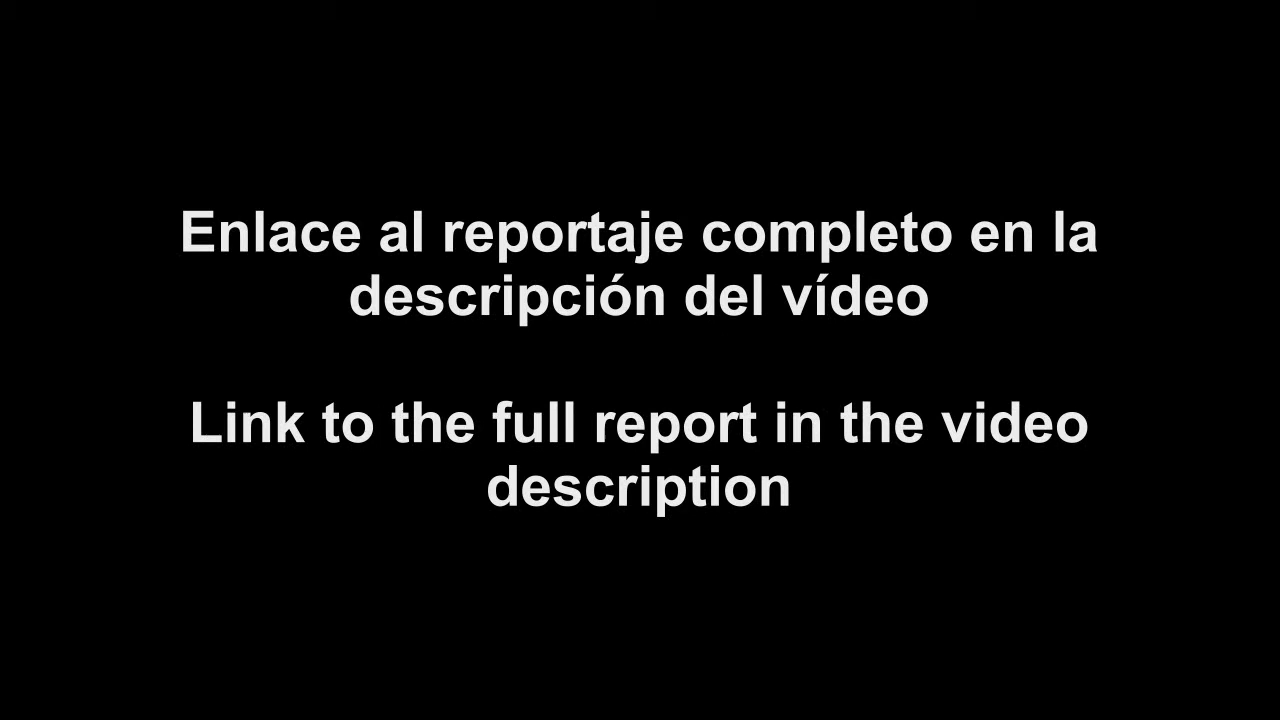 Enlace al reportaje completo en la
descripción del vídeo
Link to the full report in the video
description